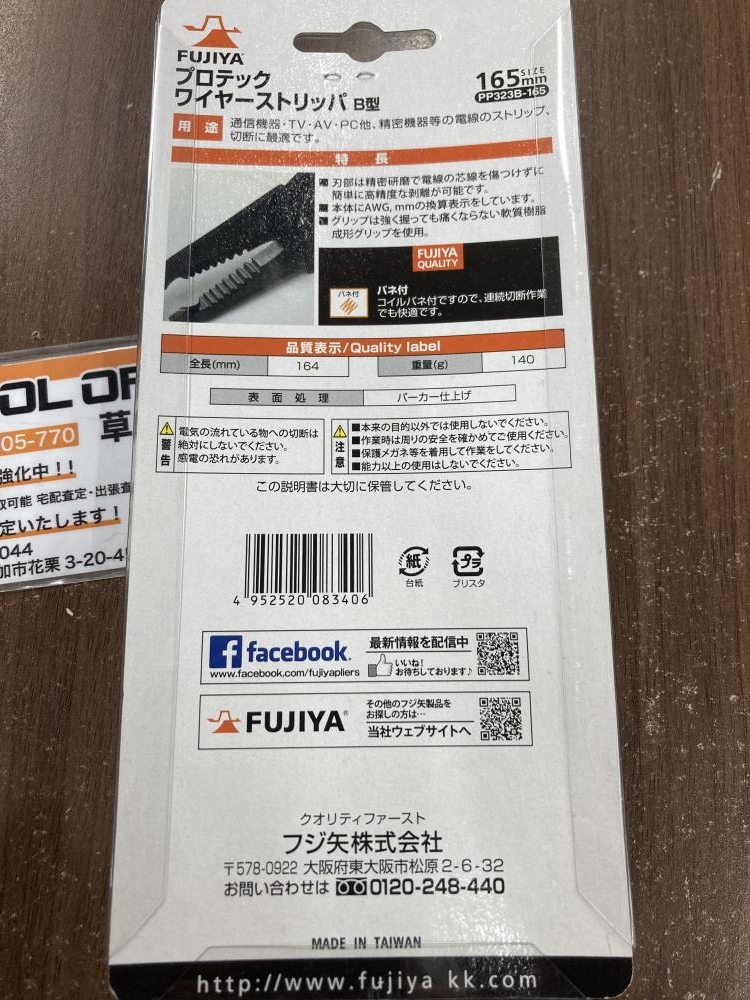 FUJIYA
プロテック
ワイヤーストリッパ B型
165mm SIZE
PP323B-165
用途
通信機器・TV・AV・PC他、精密機器等の電線のストリップ、
切断に最適です。
特長
刃部は精密研磨で電線の芯線を傷つけずに
簡単に高精度な剥離が可能です。
本体にAWG, mmの換算表示をしています。
グリップは強く握っても痛くならない軟質樹脂
成形グリップを使用。
FUJIYA
QUALITY
バネ付
バネ付
コイルバネ付ですので、連続切断作業
でも快適です。
品質表示/Quality label
全長(mm) 164 重量(g) 140
表面処理 パーカー仕上げ
警告
電気の流れている物への切断は
絶対にしないでください。
感電の恐れがあります。
注意
■本来の目的以外では使用しないでください。
■作業時は周りの安全を確かめてご使用ください。
■保護メガネ等を着用して作業をしてください。
■能力以上の使用はしないでください。
この説明書は大切に保管してください。
4 952520 083406
紙
台紙
プラ
ブリスタ
facebook
www.facebook.com/fujiyapliers
最新情報を配信中
いいね!
お待ちしております♪
FUJIYA®
その他のフジ矢製品を
お探しの方は…
当社ウェブサイトへ
クオリティファースト
フジ矢株式会社
〒578-0922 大阪府東大阪市松原2-6-32
お問い合わせは 0120-248-440
MADE IN TAIWAN
http://www.fujiya kk.com
OL OF
05-770
草
強化中!!
取可能 宅配査定・出張査
定いたします!
044
加市花栗 3-20-4